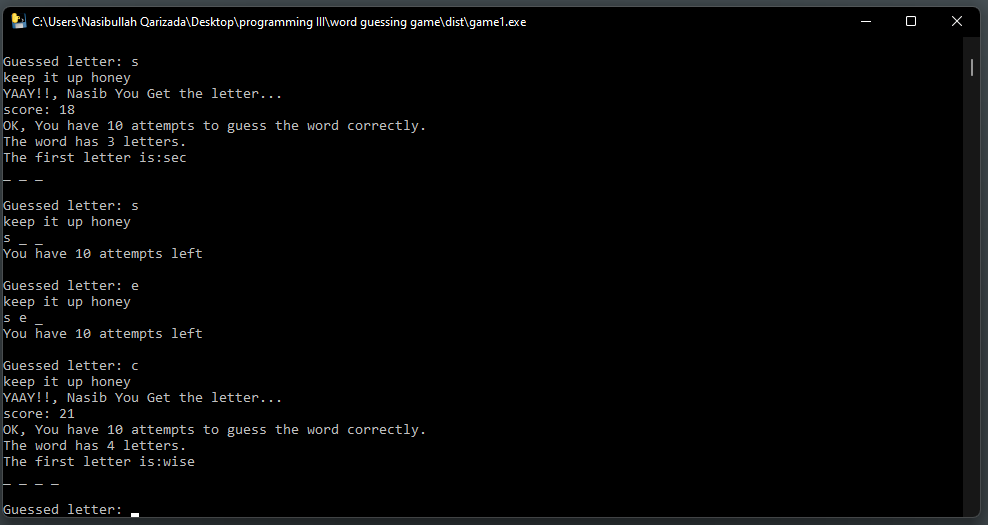 C:\Users\Nasibullah Qarizada\Desktop\programming III\word guessing game\dist\game1.exe
Guessed letter: s
keep it up honey
YAAY!!, Nasib You Get the letter...
score: 18
OK, You have 10 attempts to guess the word correctly.
The word has 3 letters.
The first letter is:sec
_ _ _
Guessed letter: s
keep it up honey
s _ _
You have 10 attempts left
Guessed letter: e
keep it up honey
s e _
You have 10 attempts left
Guessed letter: c
keep it up honey
YAAY!!, Nasib You Get the letter...
score: 21
OK, You have 10 attempts to guess the word correctly.
The word has 4 letters.
The first letter is:wise
_ _ _ _
Guessed letter: